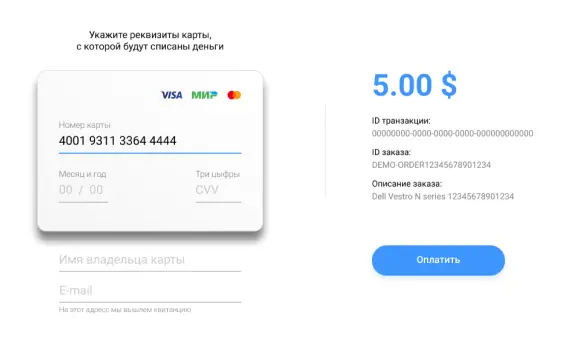 Укажите реквизиты карты,
с которой будут списаны деньги
VISA МИР
Номер карты
4001 9311 3364 4444
Месяц и год
Три цыфры
00 / 00
CVV
Имя владельца карты
E-mail
На этот адресс мы вышлем квитанцию
5.00 $
ID транзакции:
00000000-0000-0000-0000-000000000000
ID заказа:
DEMO-ORDER12345678901234
Описание заказа:
Dell Vestro N series 12345678901234
Оплатить